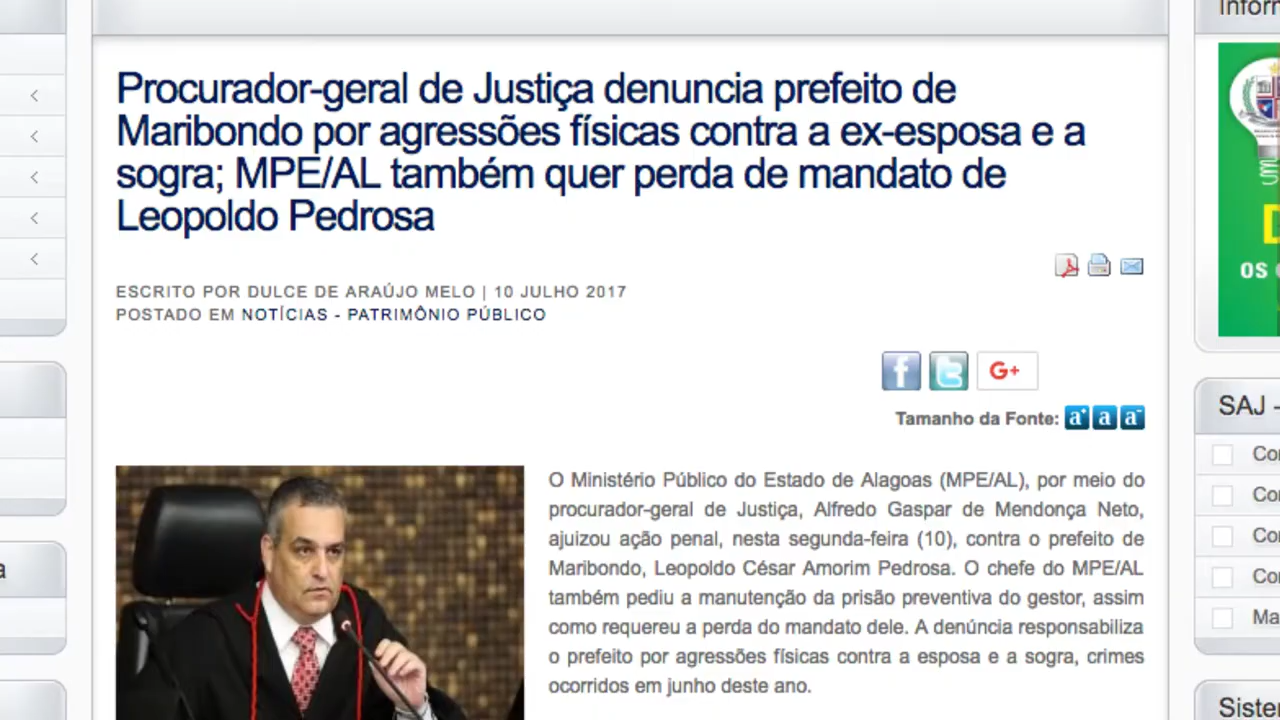 Procurador-geral de Justiça denuncia prefeito de
Maribondo por agressões físicas contra a ex-esposa e a
sogra; MPE/AL também quer perda de mandato de
Leopoldo Pedrosa
ESCRITO POR DULCE DE ARAÚJO MELO | 10 JULHO 2017
POSTADO EM NOTÍCIAS - PATRIMÔNIO PÚBLICO
G+
Tamanho da Fonte: a+ a a-
O Ministério Público do Estado de Alagoas (MPE/AL), por meio do
procurador-geral de Justiça, Alfredo Gaspar de Mendonça Neto,
ajuizou ação penal, nesta segunda-feira (10), contra o prefeito de
Maribondo, Leopoldo César Amorim Pedrosa. O chefe do MPE/AL
também pediu a manutenção da prisão preventiva do gestor, assim
como requereu a perda do mandato dele. A denúncia responsabiliza
o prefeito por agressões físicas contra a esposa e a sogra, crimes
ocorridos em junho deste ano.
OS
SAJ -